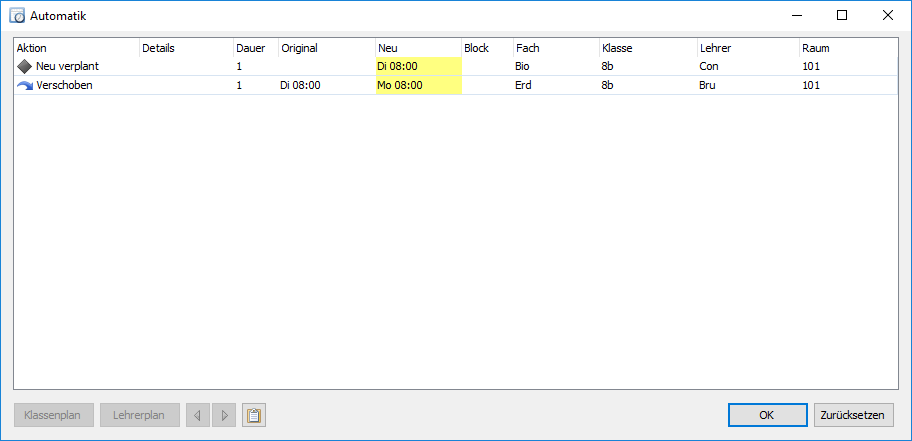 Automatik
Aktion Details Dauer Original Neu Block Fach Klasse Lehrer Raum
Neu verplant 1 Di 08:00 Bio 8b Con 101
Verschoben 1 Di 08:00 Mo 08:00 Erd 8b Bru 101
Klassenplan Lehrerplan OK Zurücksetzen